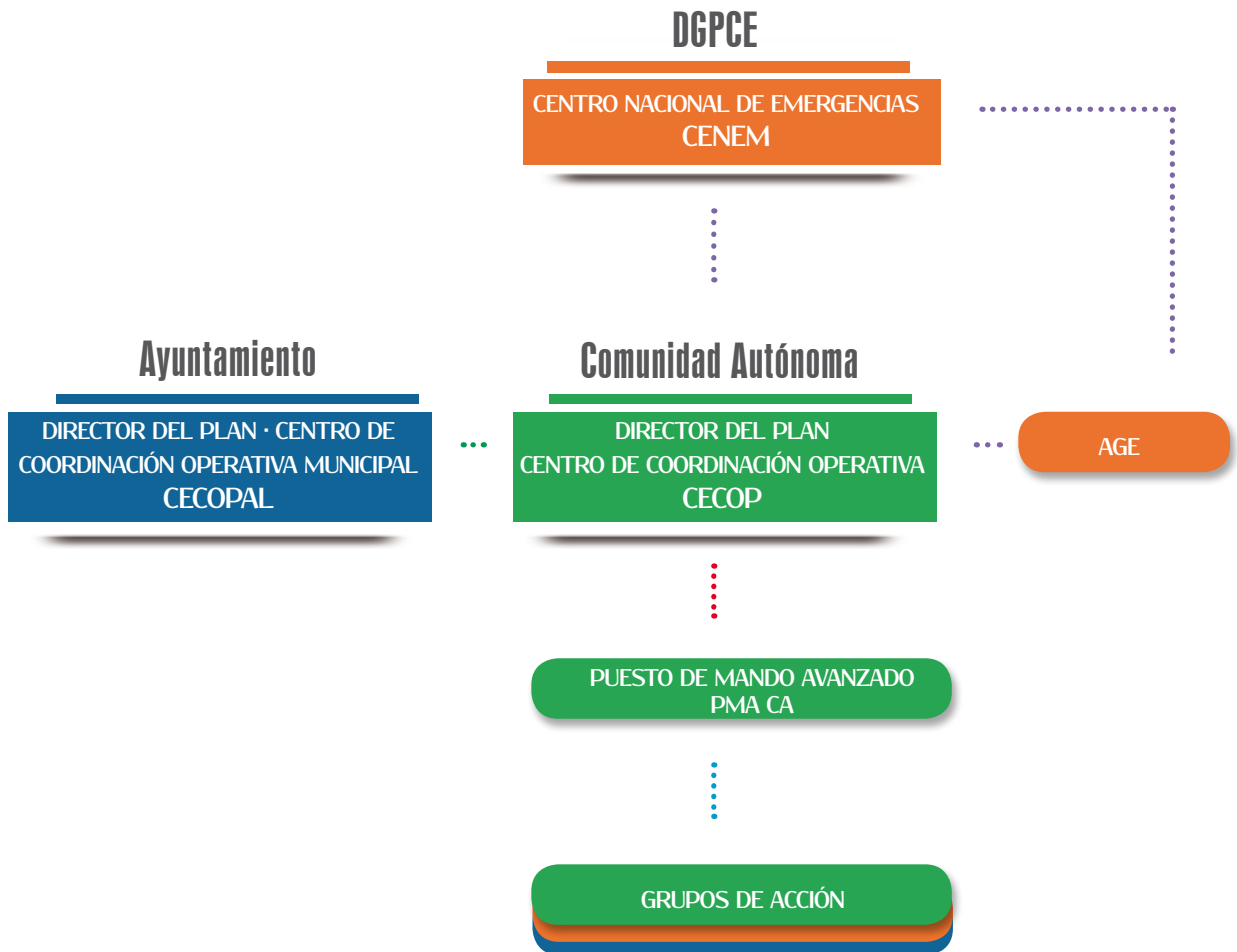 DGPCE
CENTRO NACIONAL DE EMERGENCIAS
CENEM
Ayuntamiento
Comunidad Autónoma
DIRECTOR DEL PLAN · CENTRO DE
COORDINACIÓN OPERATIVA MUNICIPAL
CECOPAL
DIRECTOR DEL PLAN
CENTRO DE COORDINACIÓN OPERATIVA
CECOP
AGE
PUESTO DE MANDO AVANZADO
PMA CA
GRUPOS DE ACCIÓN